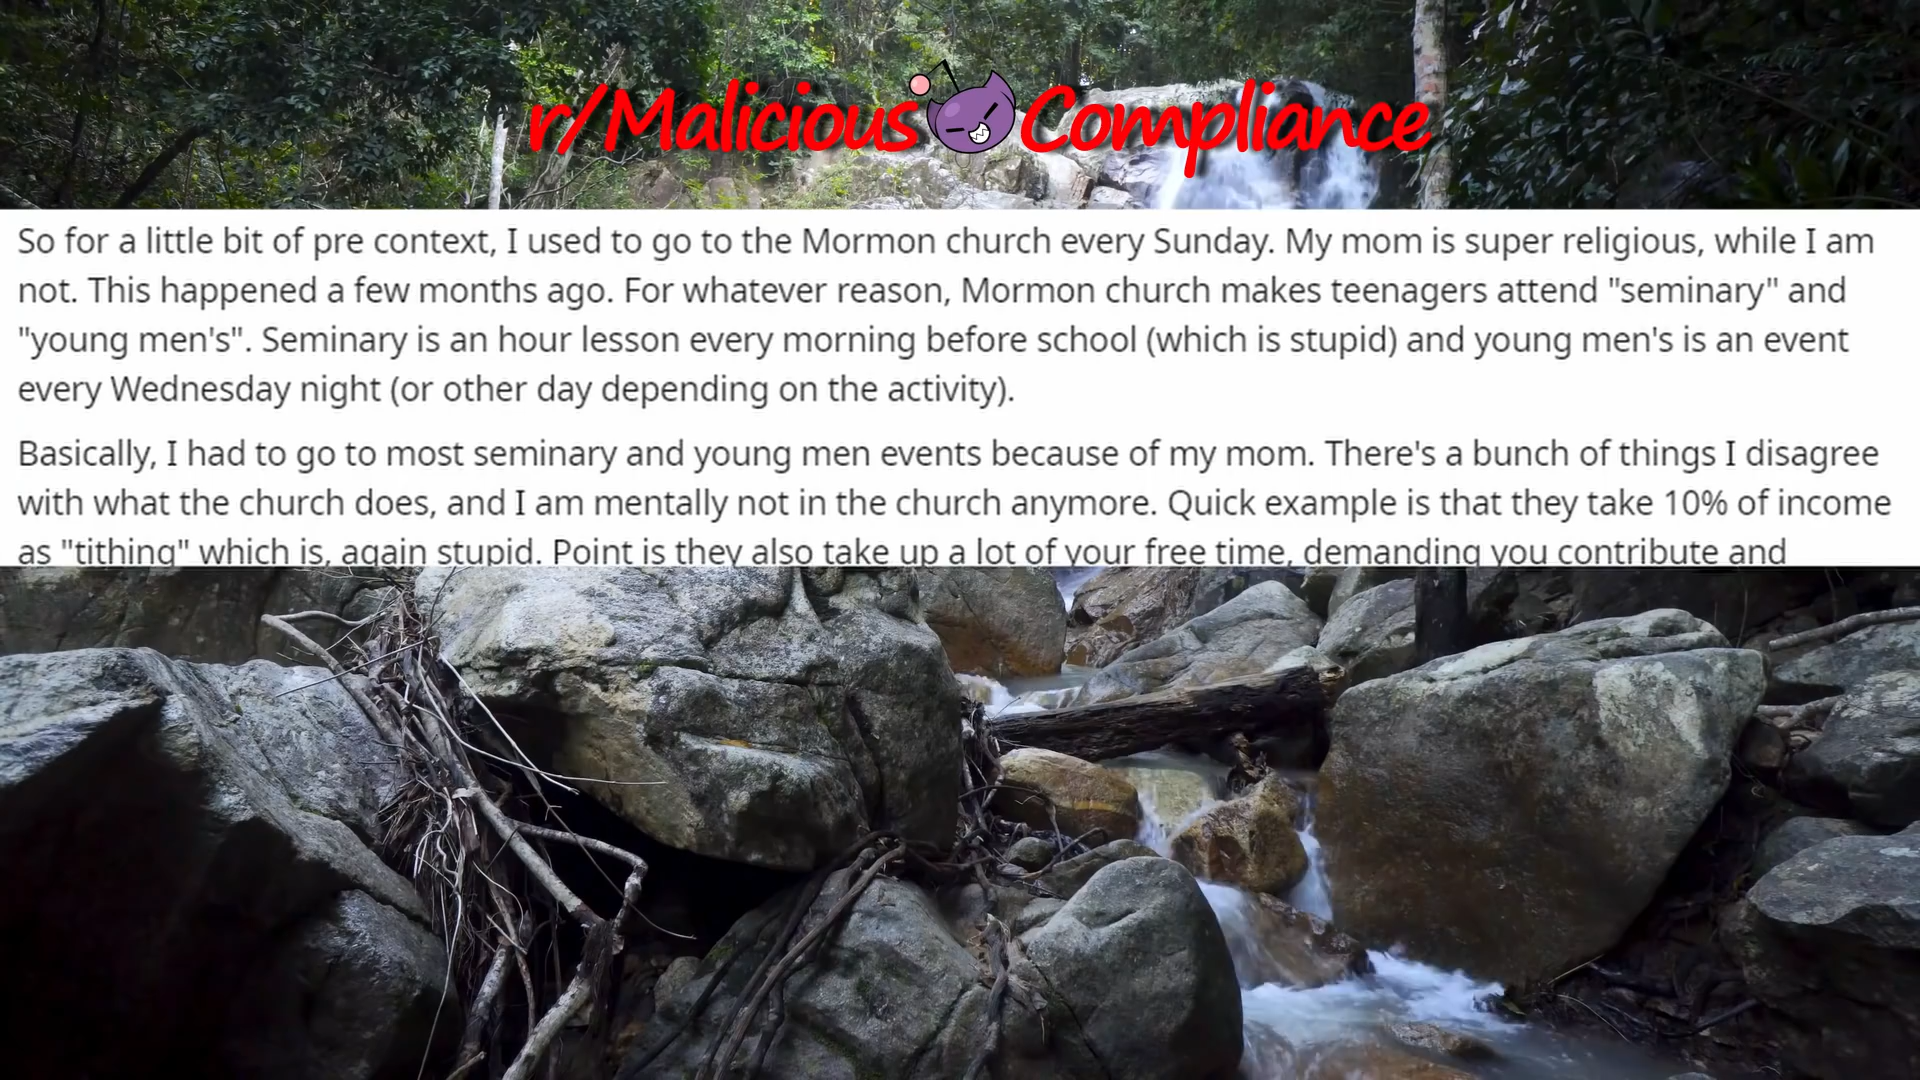 r/Malicious Compliance
So for a little bit of pre context, I used to go to the Mormon church every Sunday. My mom is super religious, while I am
not. This happened a few months ago. For whatever reason, Mormon church makes teenagers attend "seminary" and
"young men's". Seminary is an hour lesson every morning before school (which is stupid) and young men's is an event
every Wednesday night (or other day depending on the activity).
Basically, I had to go to most seminary and young men events because of my mom. There's a bunch of things I disagree
with what the church does, and I am mentally not in the church anymore. Quick example is that they take 10% of income
as "tithing" which is, again stupid. Point is they also take up a lot of your free time, demanding you contribute and